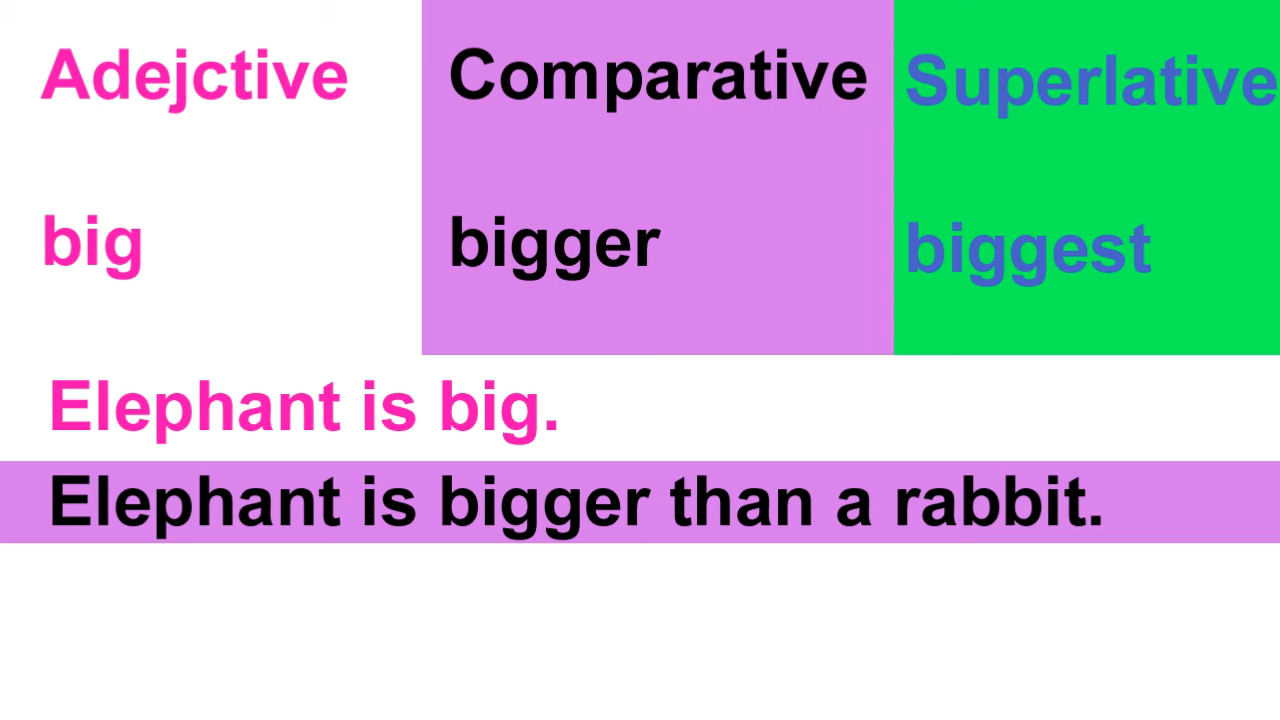 Adejctive Comparative Superlative
big bigger biggest
Elephant is big.
Elephant is bigger than a rabbit.